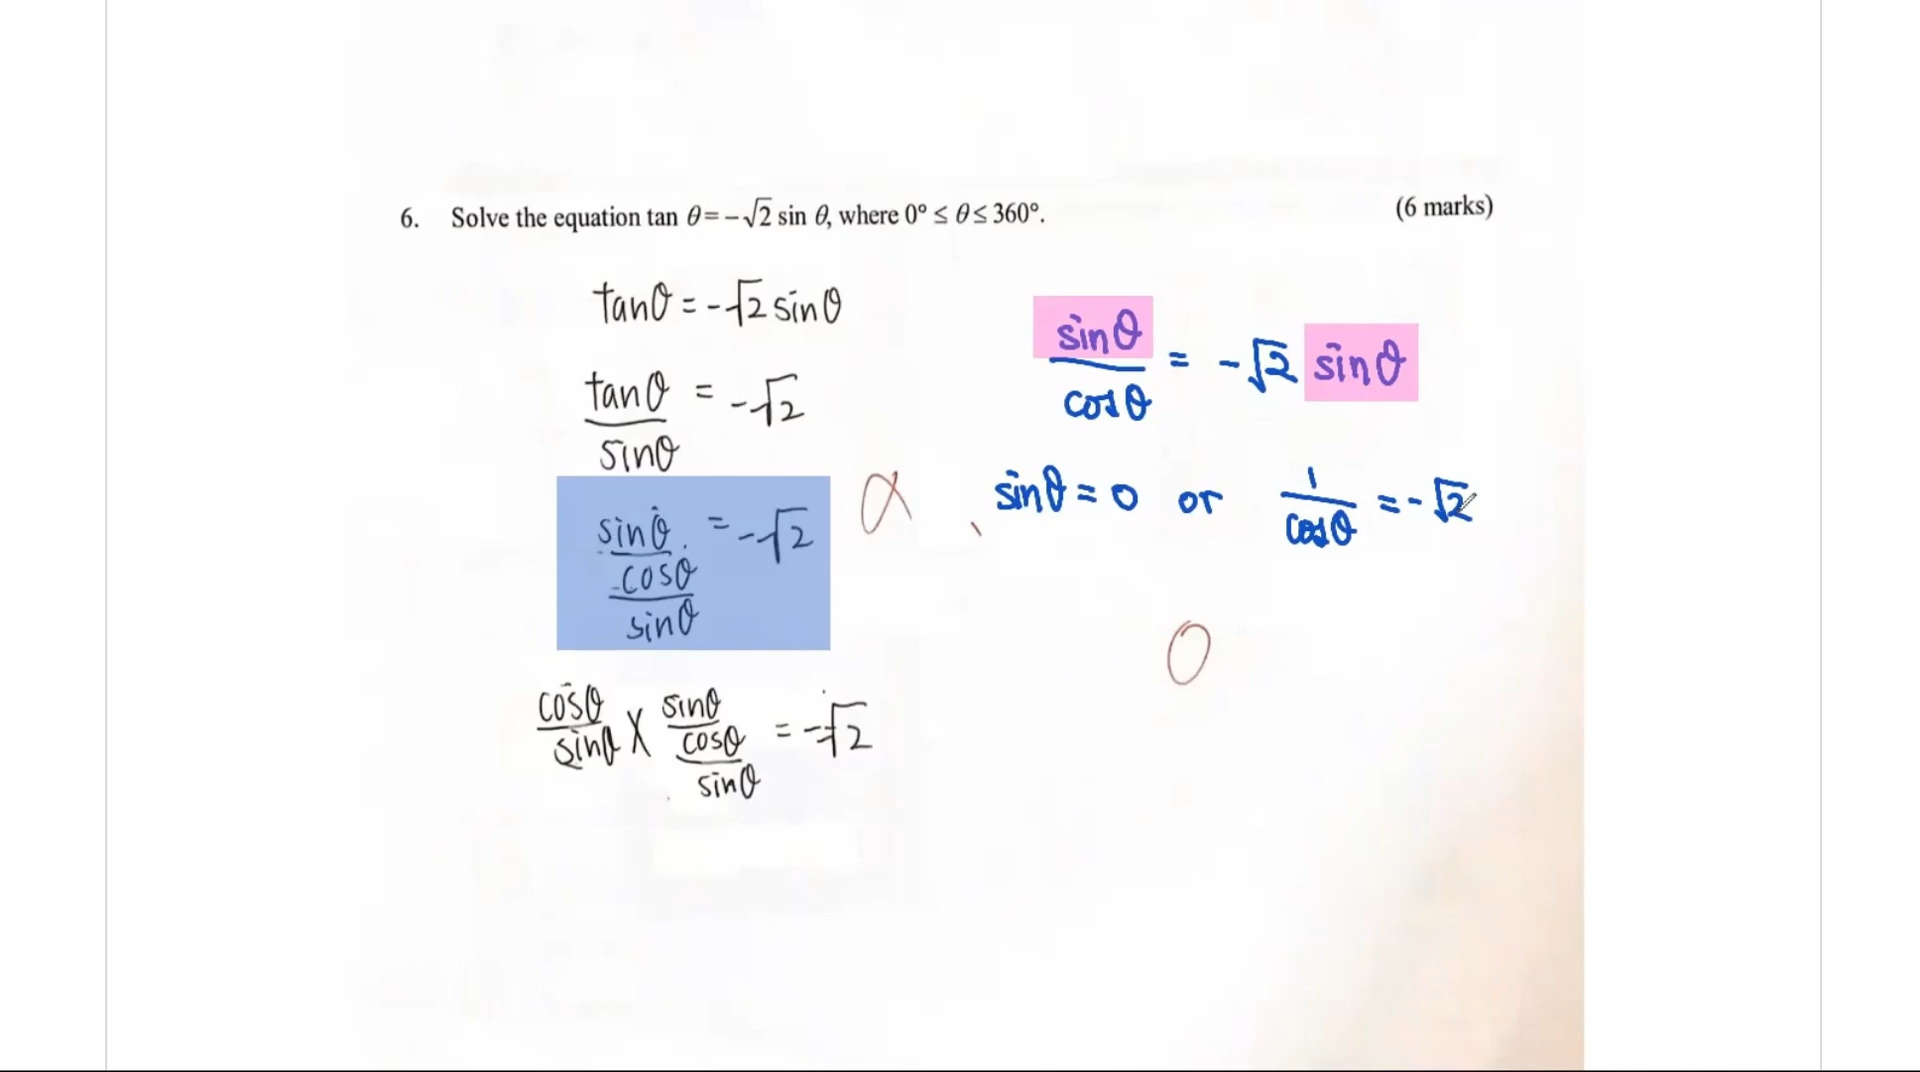 6. Solve the equation tan θ = −√2 sin θ, where 0° ≤ θ ≤ 360°. (6 marks)
tanθ = -√2 sinθ
tanθ/sinθ = -√2
sinθ/cosθ/sinθ = -√2
cosθ/sinθ × sinθ/cosθ/sinθ = -√2
sinθ/cosθ = -√2 sinθ
sinθ = 0 or 1/cosθ = -√2
0